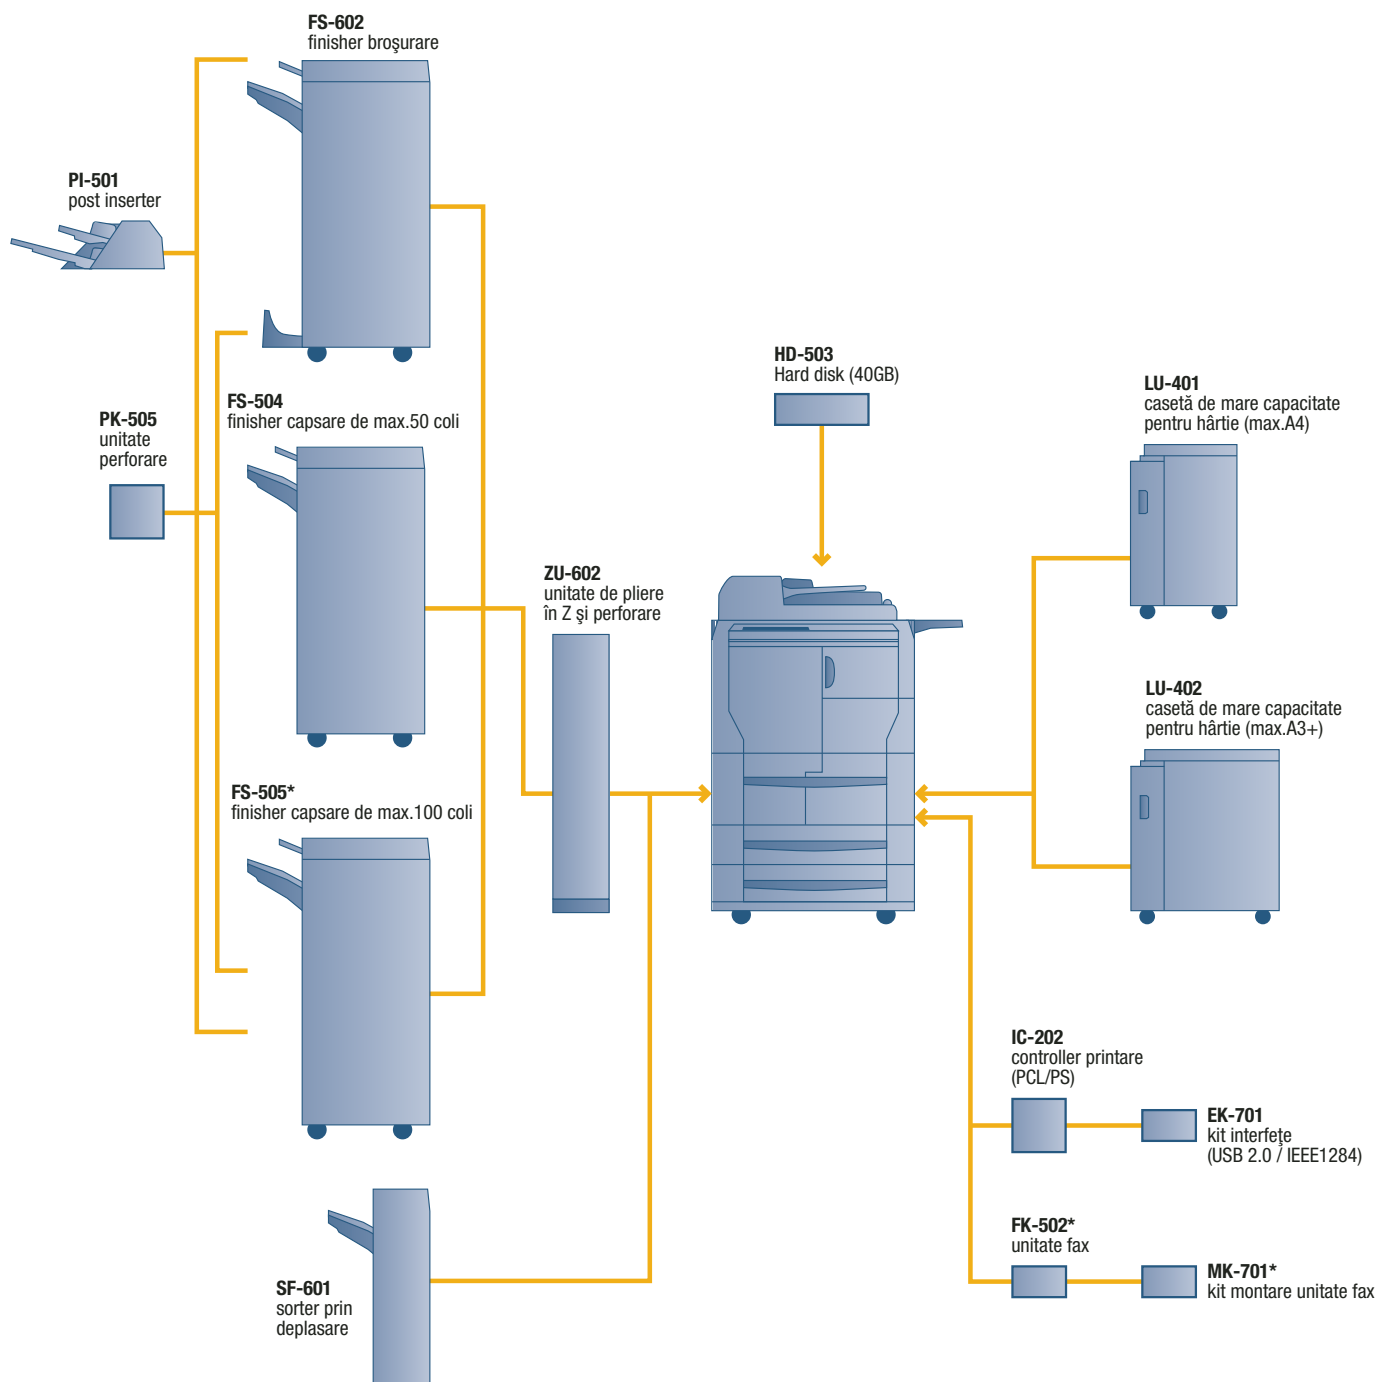 FS-602
finisher broşurare
PI-501
post inserter
HD-503
Hard disk (40GB)
LU-401
casetă de mare capacitate
pentru hârtie (max.A4)
FS-504
finisher capsare de max.50 coli
PK-505
unitate
perforare
ZU-602
unitate de pliere
în Z şi perforare
LU-402
casetă de mare capacitate
pentru hârtie (max.A3+)
FS-505*
finisher capsare de max.100 coli
IC-202
controller printare
(PCL/PS)
EK-701
kit interfeţe
(USB 2.0 / IEEE1284)
FK-502*
unitate fax
MK-701*
kit montare unitate fax
SF-601
sorter prin
deplasare